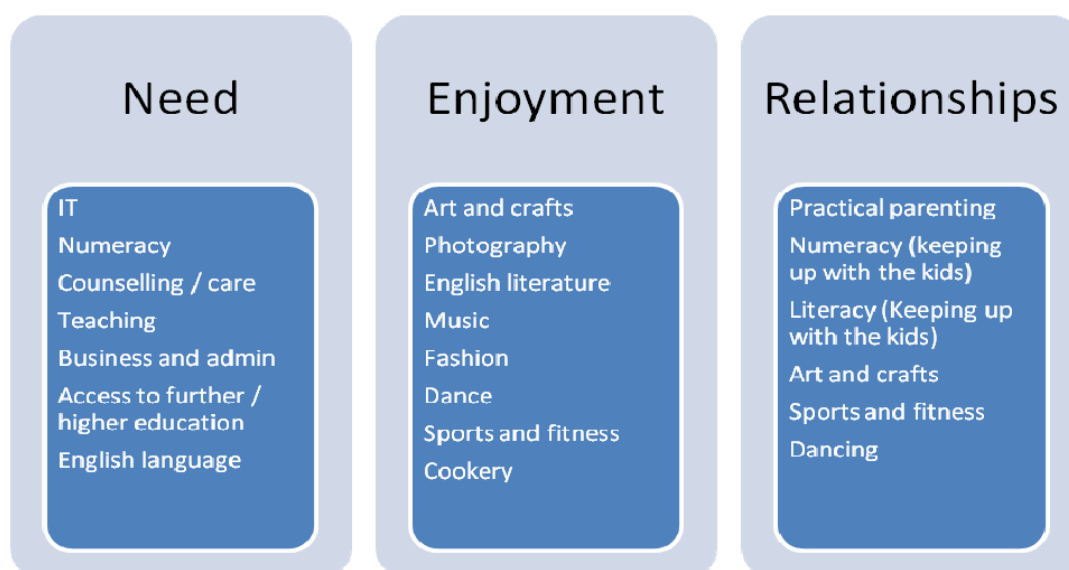 Need
IT
Numeracy
Counselling / care
Teaching
Business and admin
Access to further /
higher education
English language
Enjoyment
Art and crafts
Photography
English literature
Music
Fashion
Dance
Sports and fitness
Cookery
Relationships
Practical parenting
Numeracy (keeping
up with the kids)
Literacy (Keeping up
with the kids)
Art and crafts
Sports and fitness
Dancing